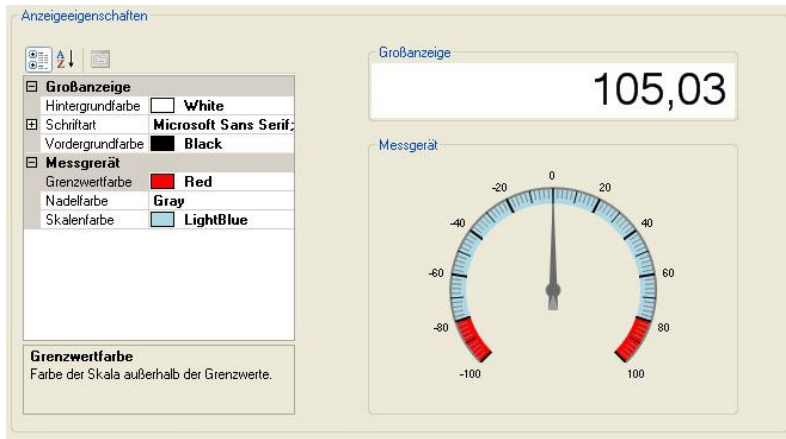 Anzeigeeigenschaften
Großanzeige
Hintergrundfarbe White
Schriftart Microsoft Sans Serif;
Vordergrundfarbe Black
Messgrerät
Grenzwertfarbe Red
Nadelfarbe Gray
Skalenfarbe LightBlue
Grenzwertfarbe
Farbe der Skala außerhalb der Grenzwerte.
Großanzeige
105,03
Messgerät
0
-20 20
-40 40
-60 60
-80 80
-100 100